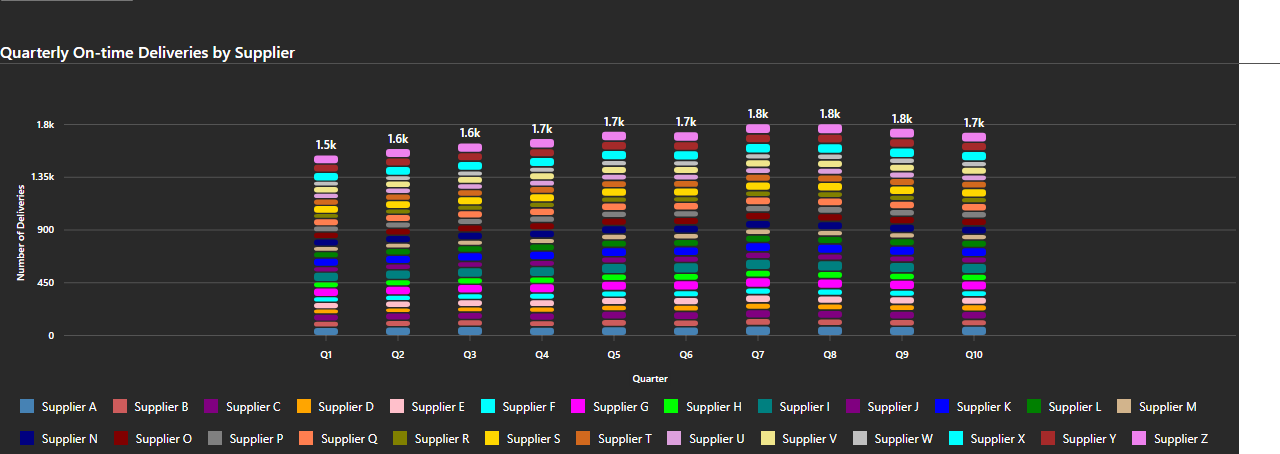 Quarterly On-time Deliveries by Supplier
1.5k 1.6k 1.6k 1.7k 1.7k 1.7k 1.8k 1.8k 1.8k 1.7k
1.8k
1.35k
900
450
0
Number of Deliveries
Q1 Q2 Q3 Q4 Q5 Q6 Q7 Q8 Q9 Q10
Quarter
Supplier A Supplier B Supplier C Supplier D Supplier E Supplier F Supplier G Supplier H Supplier I Supplier J Supplier K Supplier L Supplier M
Supplier N Supplier O Supplier P Supplier Q Supplier R Supplier S Supplier T Supplier U Supplier V Supplier W Supplier X Supplier Y Supplier Z